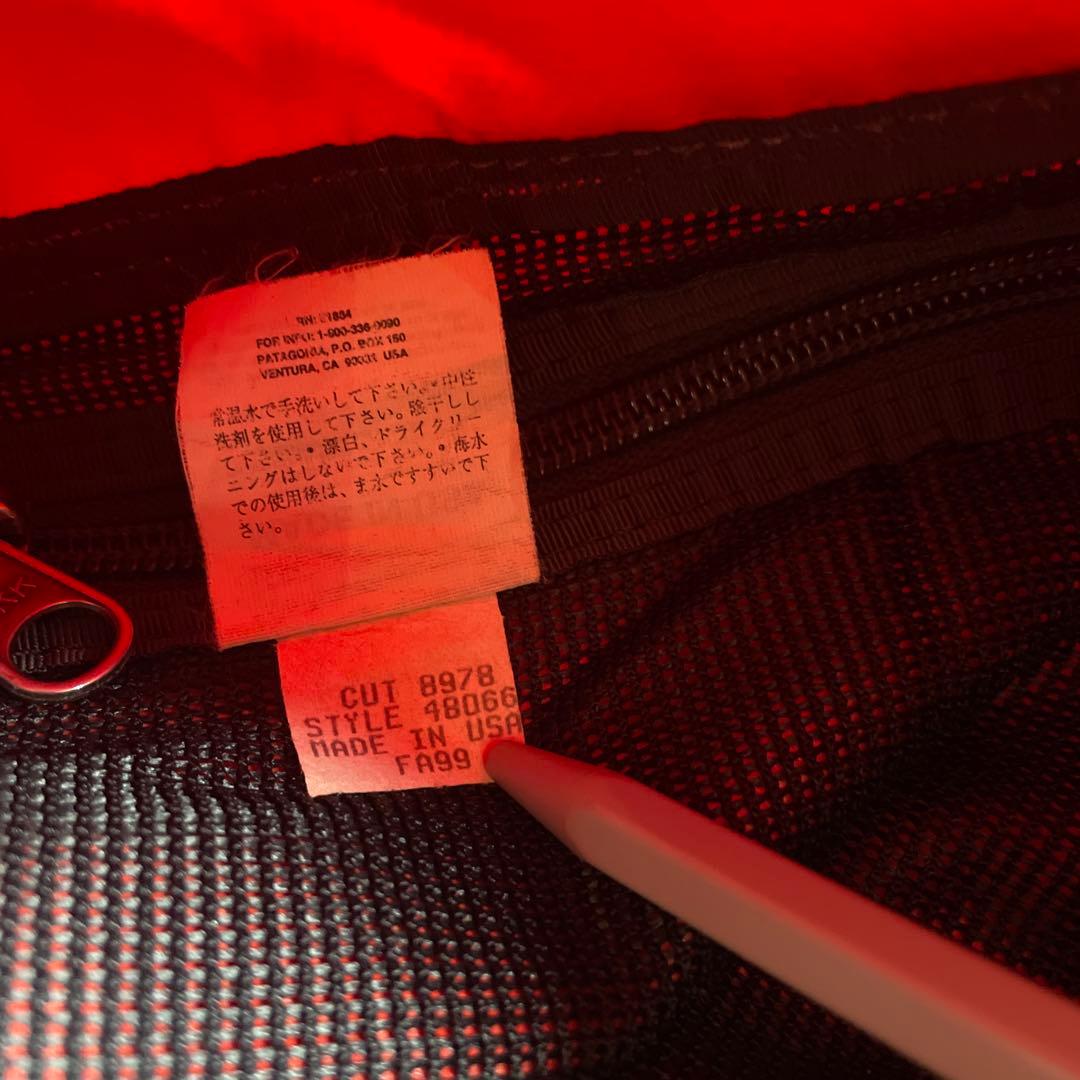 RN: 51884
FOR INFO: 1-800-336-9090
PATAGONIA, P.O. BOX 150
VENTURA, CA 93001 USA
常温水で手洗いして下さい。・中性
洗剤を使用して下さい。陰干しし
て下さい。・漂白、ドライクリー
ニングはしないで下さい。・海水
での使用後は、ま水ですすいで下
さい。
CUT 8978
STYLE 48066
MADE IN USA
FA99